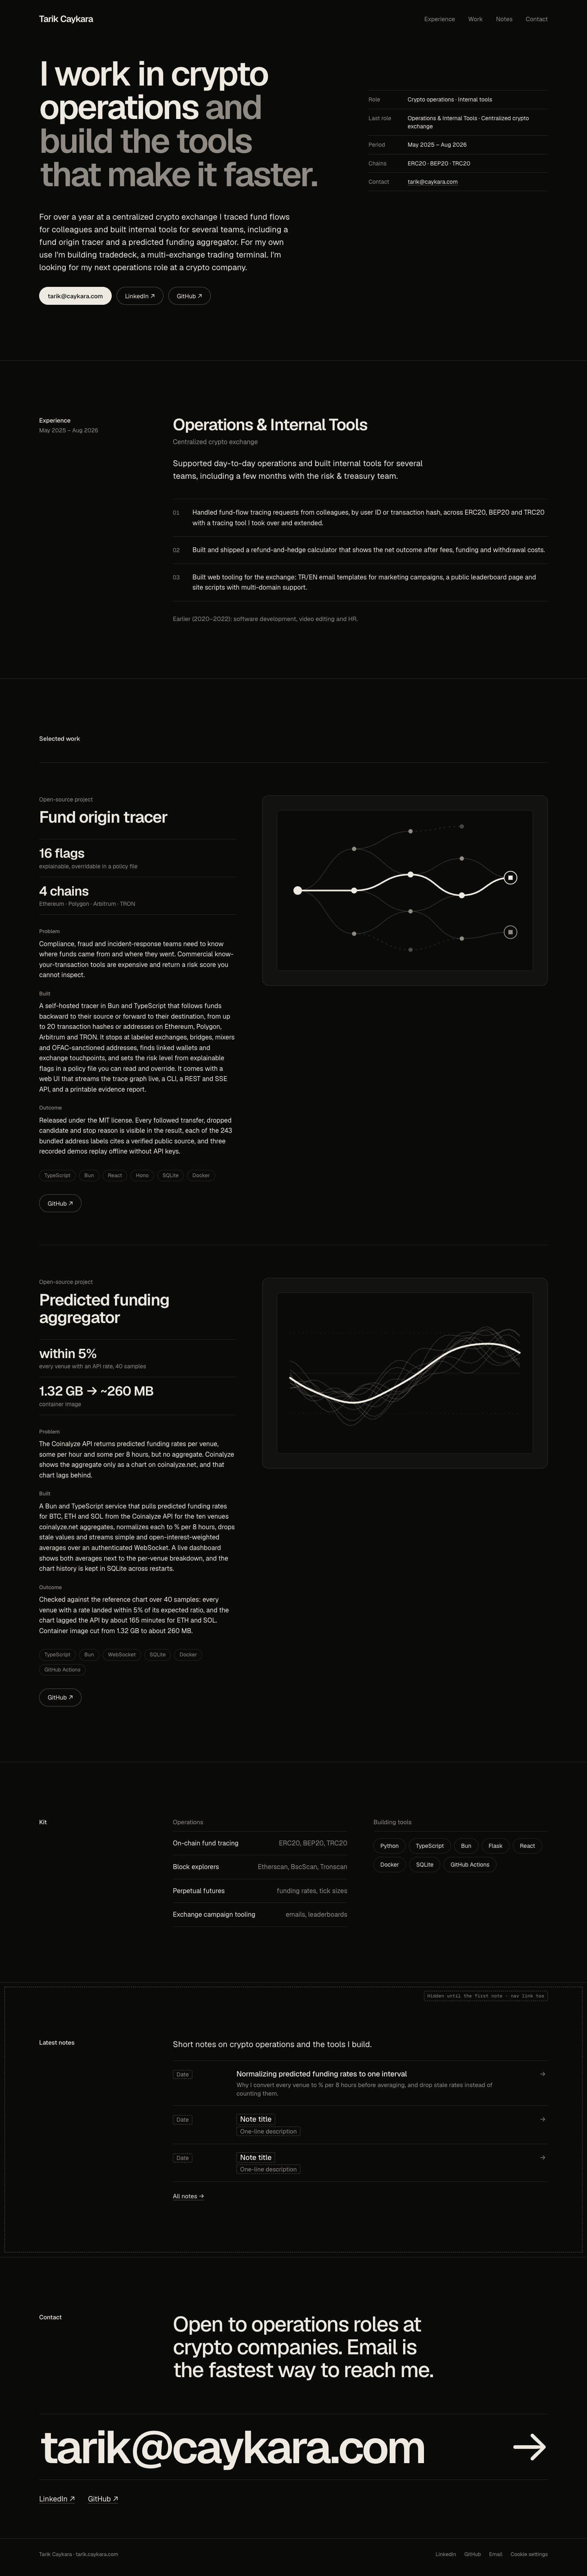 Tarik Caykara
Experience Work Notes Contact
I work in crypto
operations and
build the tools
that make it faster.
For over a year at a centralized crypto exchange I traced fund flows
for colleagues and built internal tools for several teams, including a
fund origin tracer and a predicted funding aggregator. For my own
use I'm building tradedeck, a multi-exchange trading terminal. I'm
looking for my next operations role at a crypto company.
tarik@caykara.com LinkedIn ↗ GitHub ↗
Role Crypto operations · Internal tools
Last role Operations & Internal Tools · Centralized crypto
exchange
Period May 2025 – Aug 2026
Chains ERC20 · BEP20 · TRC20
Contact tarik@caykara.com
Experience
May 2025 – Aug 2026
Operations & Internal Tools
Centralized crypto exchange
Supported day-to-day operations and built internal tools for several
teams, including a few months with the risk & treasury team.
01 Handled fund-flow tracing requests from colleagues, by user ID or transaction hash, across ERC20, BEP20 and TRC20
with a tracing tool I took over and extended.
02 Built and shipped a refund-and-hedge calculator that shows the net outcome after fees, funding and withdrawal costs.
03 Built web tooling for the exchange: TR/EN email templates for marketing campaigns, a public leaderboard page and
site scripts with multi-domain support.
Earlier (2020–2022): software development, video editing and HR.
Selected work
Open-source project
Fund origin tracer
16 flags
explainable, overridable in a policy file
4 chains
Ethereum · Polygon · Arbitrum · TRON
Problem
Compliance, fraud and incident-response teams need to know
where funds came from and where they went. Commercial know-
your-transaction tools are expensive and return a risk score you
cannot inspect.
Built
A self-hosted tracer in Bun and TypeScript that follows funds
backward to their source or forward to their destination, from up
to 20 transaction hashes or addresses on Ethereum, Polygon,
Arbitrum and TRON. It stops at labeled exchanges, bridges, mixers
and OFAC-sanctioned addresses, finds linked wallets and
exchange touchpoints, and sets the risk level from explainable
flags in a policy file you can read and override. It comes with a
web UI that streams the trace graph live, a CLI, a REST and SSE
API, and a printable evidence report.
Outcome
Released under the MIT license. Every followed transfer, dropped
candidate and stop reason is visible in the result, each of the 243
bundled address labels cites a verified public source, and three
recorded demos replay offline without API keys.
TypeScript Bun React Hono SQLite Docker
GitHub ↗
Open-source project
Predicted funding
aggregator
within 5%
every venue with an API rate, 40 samples
1.32 GB → ~260 MB
container image
Problem
The Coinalyze API returns predicted funding rates per venue,
some per hour and some per 8 hours, but no aggregate. Coinalyze
shows the aggregate only as a chart on coinalyze.net, and that
chart lags behind.
Built
A Bun and TypeScript service that pulls predicted funding rates
for BTC, ETH and SOL from the Coinalyze API for the ten venues
coinalyze.net aggregates, normalizes each to % per 8 hours, drops
stale values and streams simple and open-interest-weighted
averages over an authenticated WebSocket. A live dashboard
shows both averages next to the per-venue breakdown, and the
chart history is kept in SQLite across restarts.
Outcome
Checked against the reference chart over 40 samples: every
venue with a rate landed within 5% of its expected ratio, and the
chart lagged the API by about 165 minutes for ETH and SOL.
Container image cut from 1.32 GB to about 260 MB.
TypeScript Bun WebSocket SQLite Docker
GitHub Actions
GitHub ↗
Kit
Operations
On-chain fund tracing ERC20, BEP20, TRC20
Block explorers Etherscan, BscScan, Tronscan
Perpetual futures funding rates, tick sizes
Exchange campaign tooling emails, leaderboards
Building tools
Python TypeScript Bun Flask React
Docker SQLite GitHub Actions
Hidden until the first note · nav link too
Latest notes
Short notes on crypto operations and the tools I build.
Date Normalizing predicted funding rates to one interval →
Why I convert every venue to % per 8 hours before averaging, and drop stale rates instead of
counting them.
Date Note title →
One-line description
Date Note title →
One-line description
All notes →
Contact
Open to operations roles at
crypto companies. Email is
the fastest way to reach me.
tarik@caykara.com →
LinkedIn ↗ GitHub ↗
Tarik Caykara · tarik.caykara.com
LinkedIn GitHub Email Cookie settings